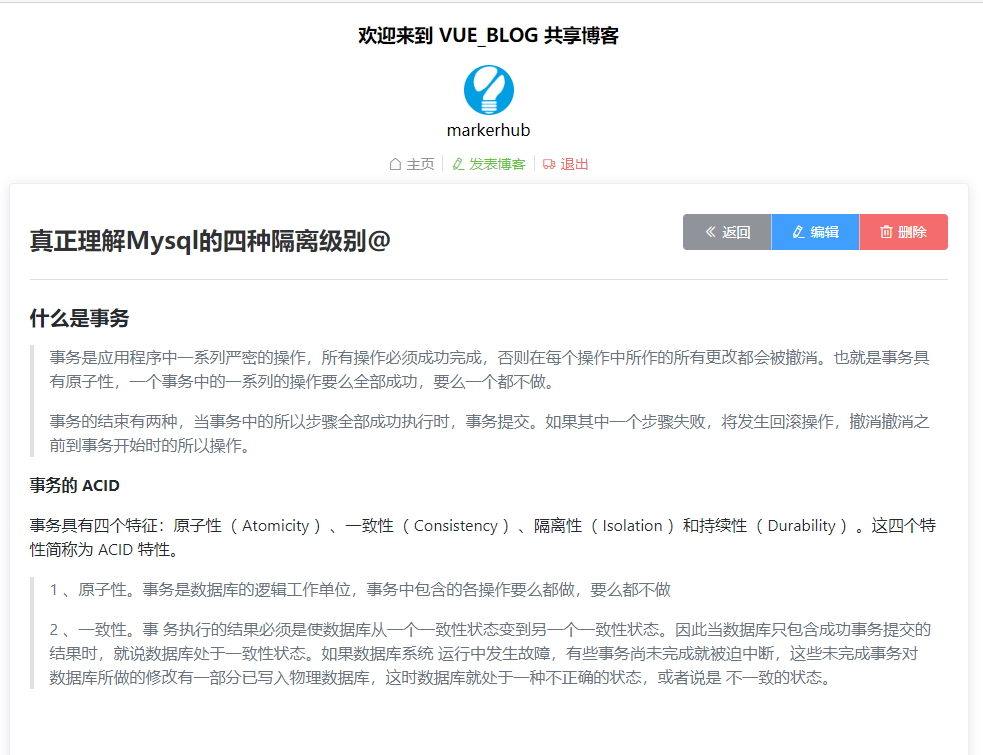 欢迎来到 VUE_BLOG 共享博客
markerhub
主页 发表博客 退出
真正理解Mysql的四种隔离级别@
返回 编辑 删除
什么是事务
事务是应用程序中一系列严密的操作，所有操作必须成功完成，否则在每个操作中所作的所有更改都会被撤消。也就是事务具
有原子性，一个事务中的一系列的操作要么全部成功，要么一个都不做。
事务的结束有两种，当事务中的所以步骤全部成功执行时，事务提交。如果其中一个步骤失败，将发生回滚操作，撤消撤消之
前到事务开始时的所以操作。
事务的 ACID
事务具有四个特征：原子性（ Atomicity ）、一致性（ Consistency ）、隔离性（ Isolation ）和持续性（ Durability ）。这四个特
性简称为 ACID 特性。
1 、原子性。事务是数据库的逻辑工作单位，事务中包含的各操作要么都做，要么都不做
2 、一致性。事 务执行的结果必须是使数据库从一个一致性状态变到另一个一致性状态。因此当数据库只包含成功事务提交的
结果时，就说数据库处于一致性状态。如果数据库系统 运行中发生故障，有些事务尚未完成就被迫中断，这些未完成事务对
数据库所做的修改有一部分已写入物理数据库，这时数据库就处于一种不正确的状态，或者说是 不一致的状态。